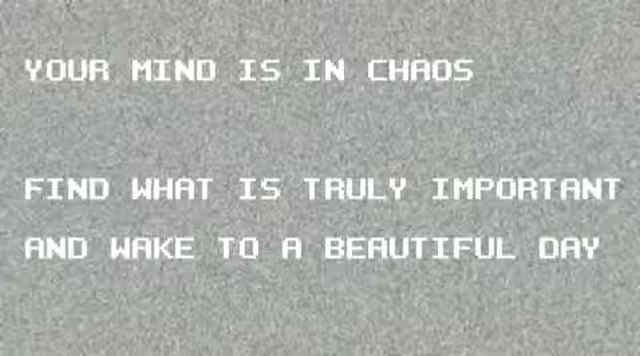 YOUR MIND IS IN CHAOS
FIND WHAT IS TRULY IMPORTANT
AND WAKE TO A BEAUTIFUL DAY